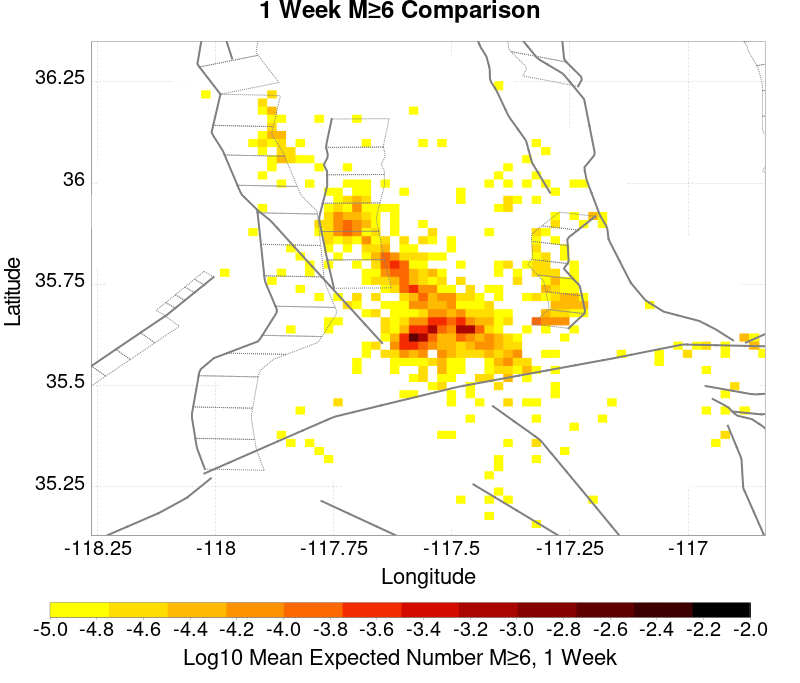 1 Week M≥6 Comparison
36.25
36
35.75
35.5
35.25
Latitude
-118.25 -118 -117.75 -117.5 -117.25 -117
Longitude
-5.0 -4.8 -4.6 -4.4 -4.2 -4.0 -3.8 -3.6 -3.4 -3.2 -3.0 -2.8 -2.6 -2.4 -2.2 -2.0
Log10 Mean Expected Number M≥6, 1 Week